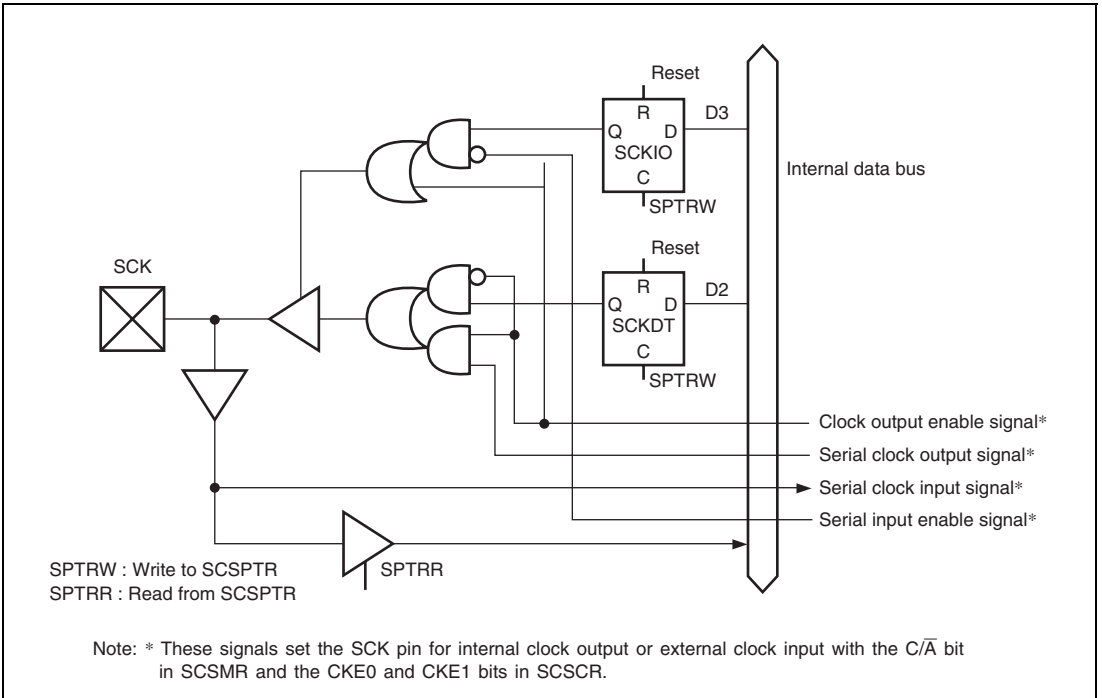 Reset
R
D3
Q D
SCKIO
C
Internal data bus
SPTRW
Reset
SCK
R
D2
Q D
SCKDT
C
SPTRW
Clock output enable signal*
Serial clock output signal*
Serial clock input signal*
Serial input enable signal*
SPTRW : Write to SCSPTR
SPTRR
SPTRR : Read from SCSPTR
Note: * These signals set the SCK pin for internal clock output or external clock input with the C/A̅ bit
in SCSMR and the CKE0 and CKE1 bits in SCSCR.